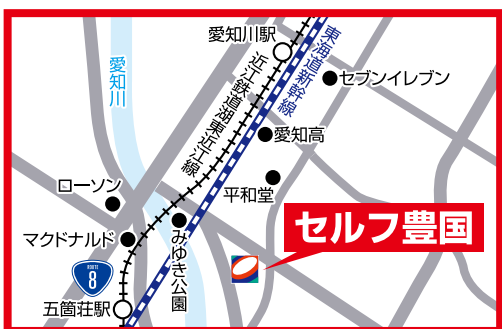 愛知川駅
東海道新幹線
愛知川
近江鉄道湖東近江線
セブンイレブン
愛知高
平和堂
ローソン
マクドナルド
みゆき公園
セルフ豊国
ROUTE
8
五箇荘駅